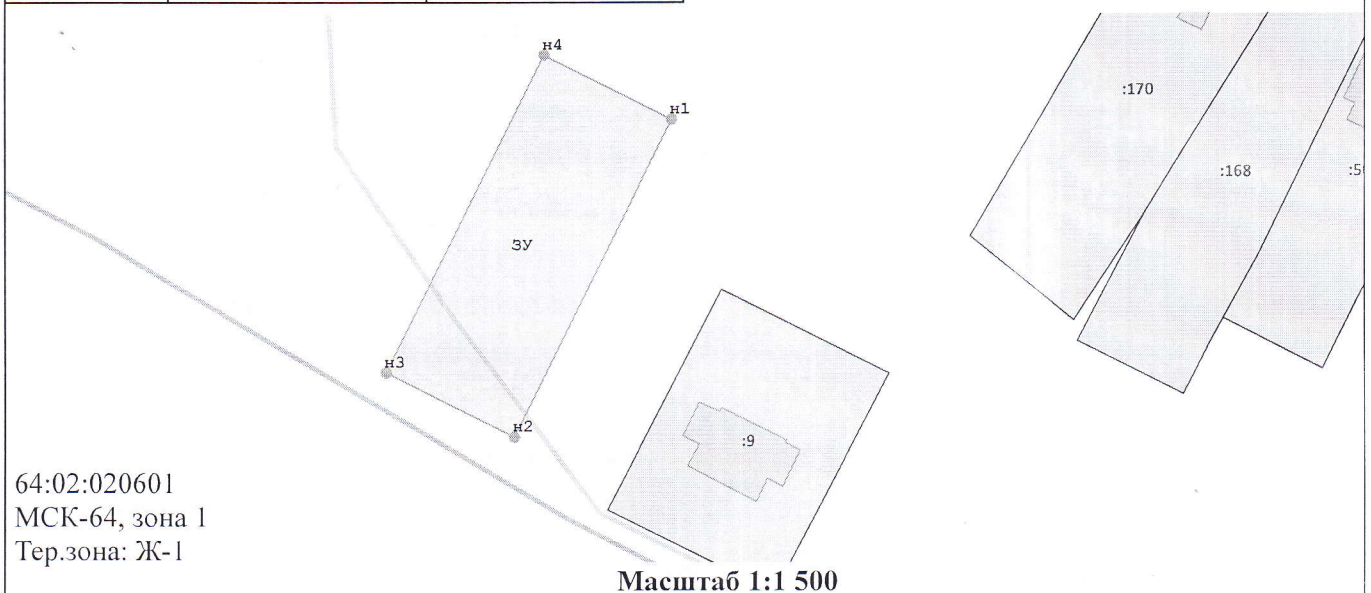 н4
н1
:170
:168
:5
ЗУ
н3
н2
:9
64:02:020601
МСК-64, зона 1
Тер.зона: Ж-1
Масштаб 1:1 500